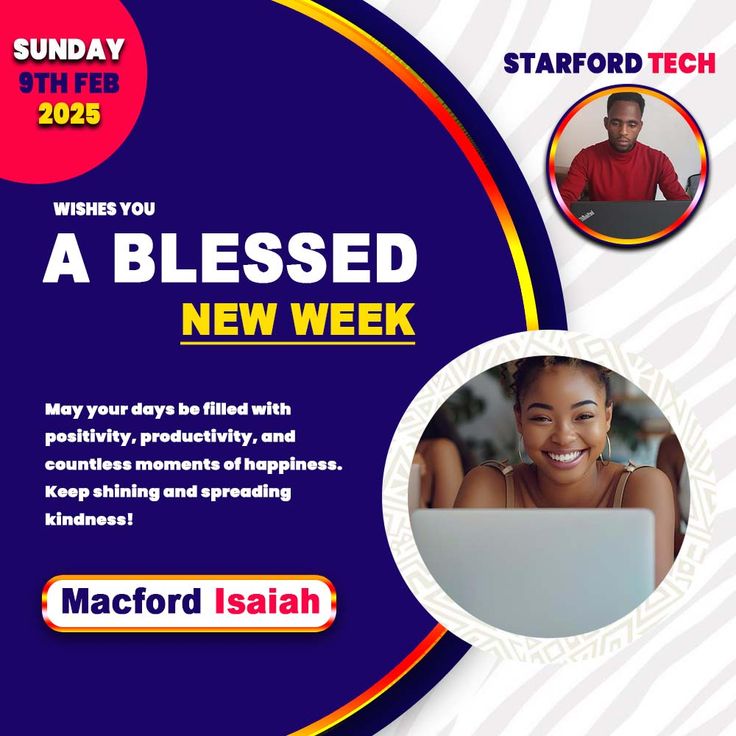 SUNDAY
9TH FEB
2025
STARFORD TECH
WISHES YOU
A BLESSED
NEW WEEK
May your days be filled with
positivity, productivity, and
countless moments of happiness.
Keep shining and spreading
kindness!
Macford Isaiah